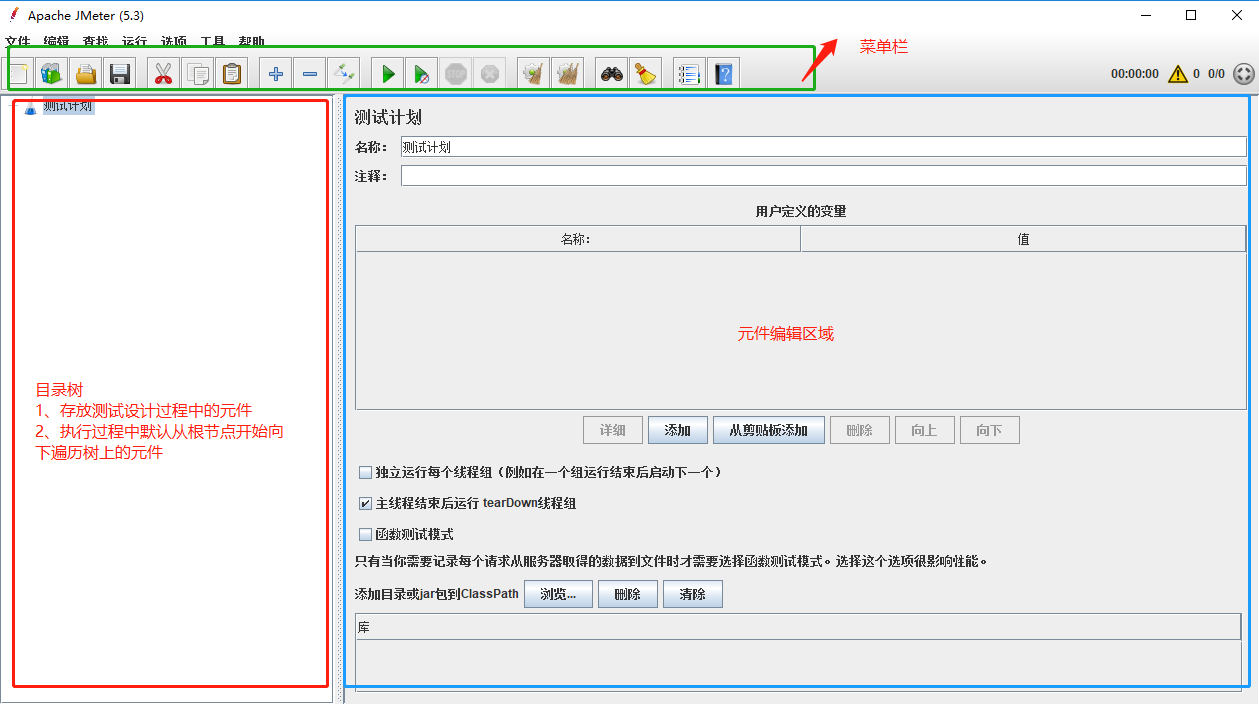 Apache JMeter (5.3)
文件 编辑 查找 运行 选项 工具 帮助
菜单栏
STOP
00:00:00 0 0/0
测试计划
测试计划
名称： 测试计划
注释：
用户定义的变量
名称： 值
元件编辑区域
目录树
1、存放测试设计过程中的元件
2、执行过程中默认从根节点开始向
下遍历树上的元件
详细 添加 从剪贴板添加 删除 向上 向下
独立运行每个线程组（例如在一个组运行结束后启动下一个）
主线程结束后运行 tearDown线程组
函数测试模式
只有当你需要记录每个请求从服务器取得的数据到文件时才需要选择函数测试模式。选择这个选项很影响性能。
添加目录或jar包到ClassPath 浏览... 删除 清除
库